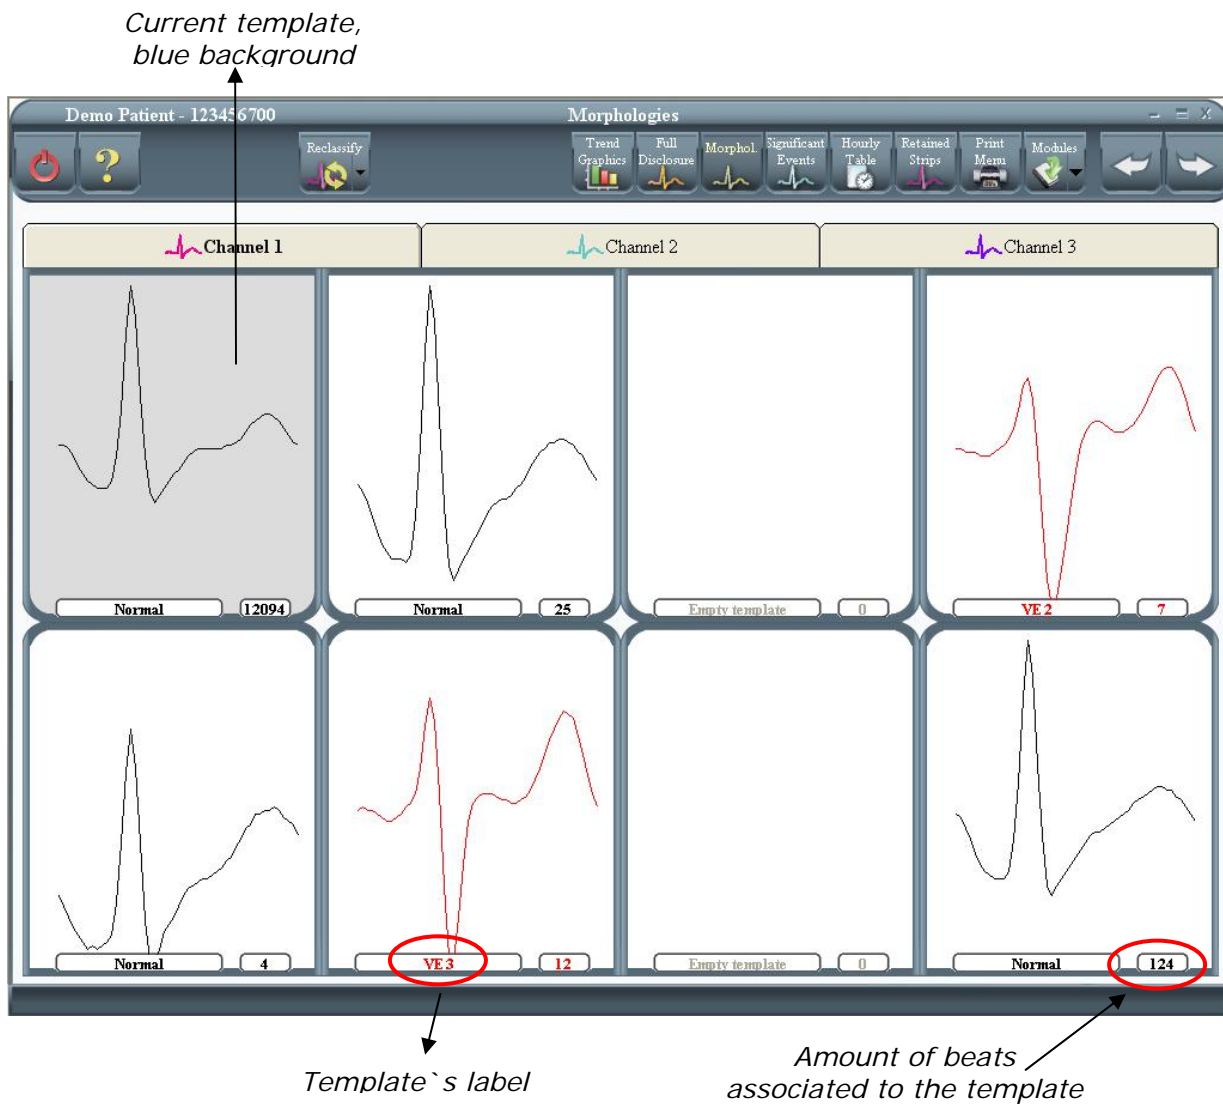 Current template,
blue background
Demo Patient - 123456700
Morphologies
Reclassify
Trend
Graphics
Full
Disclosure
Morphol.
Significant
Events
Hourly
Table
Retained
Strips
Print
Menu
Modules
Channel 1
Channel 2
Channel 3
Normal 12094
Normal 25
Empty template 0
VE 2 7
Normal 4
VE 3 12
Empty template 0
Normal 124
Template`s label
Amount of beats
associated to the template